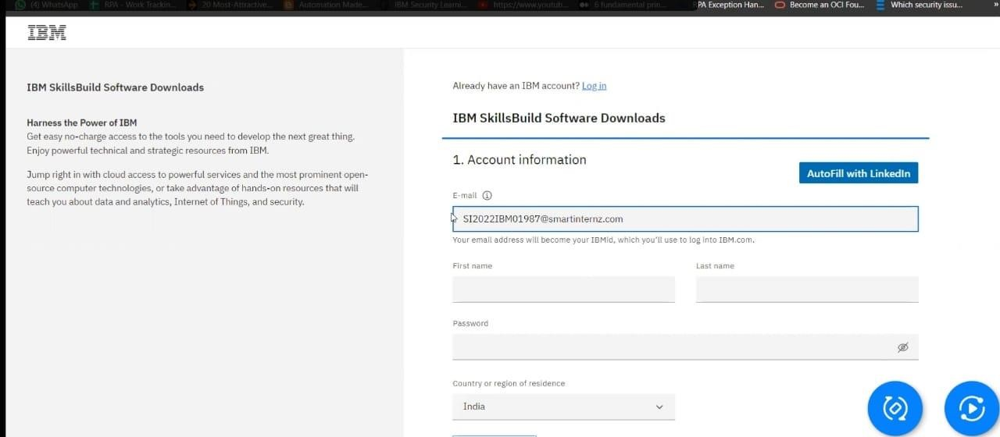 (4) WhatsApp
RPA - Work Trackin...
20 Most-Attractive...
Automation Made...
IBM Security Learni...
https://www.youtub...
6 fundamental prin...
RPA Exception Han...
Become an OCI Fou...
Which security issu...
»
IBM
IBM SkillsBuild Software Downloads
Harness the Power of IBM
Get easy no-charge access to the tools you need to develop the next great thing.
Enjoy powerful technical and strategic resources from IBM.
Jump right in with cloud access to powerful services and the most prominent open-
source computer technologies, or take advantage of hands-on resources that will
teach you about data and analytics, Internet of Things, and security.
Already have an IBM account? Log in
IBM SkillsBuild Software Downloads
1. Account information
AutoFill with LinkedIn
E-mail
SI2022IBM01987@smartinternz.com
Your email address will become your IBMid, which you'll use to log into IBM.com.
First name
Last name
Password
Country or region of residence
India